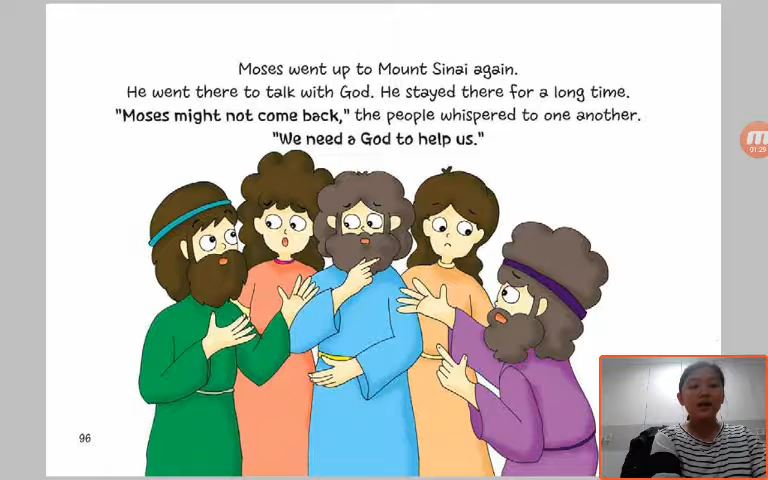 Moses went up to Mount Sinai again.
He went there to talk with God. He stayed there for a long time.
"Moses might not come back," the people whispered to one another.
"We need a God to help us."
96
01:29